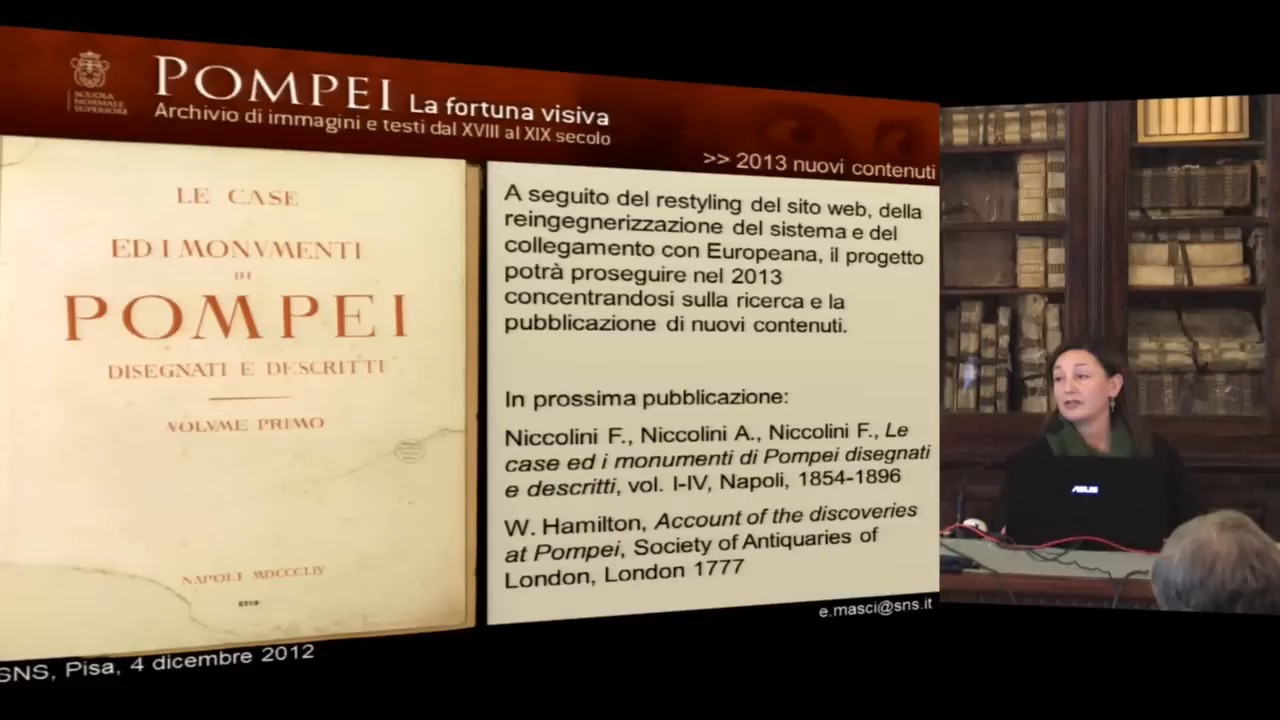 SCUOLA
NORMALE
SUPERIORE
POMPEI La fortuna visiva
Archivio di immagini e testi dal XVIII al XIX secolo
>> 2013 nuovi contenuti
LE CASE
ED I MONVMENTI
DI
POMPEI
DISEGNATI E DESCRITTI
VOLVME PRIMO
NAPOLI MDCCCLIV
A seguito del restyling del sito web, della
reingegnerizzazione del sistema e del
collegamento con Europeana, il progetto
potrà proseguire nel 2013
concentrandosi sulla ricerca e la
pubblicazione di nuovi contenuti.
In prossima pubblicazione:
Niccolini F., Niccolini A., Niccolini F., Le
case ed i monumenti di Pompei disegnati
e descritti, vol. I-IV, Napoli, 1854-1896
W. Hamilton, Account of the discoveries
at Pompei, Society of Antiquaries of
London, London 1777
e.masci@sns.it
SNS, Pisa, 4 dicembre 2012
ASUS